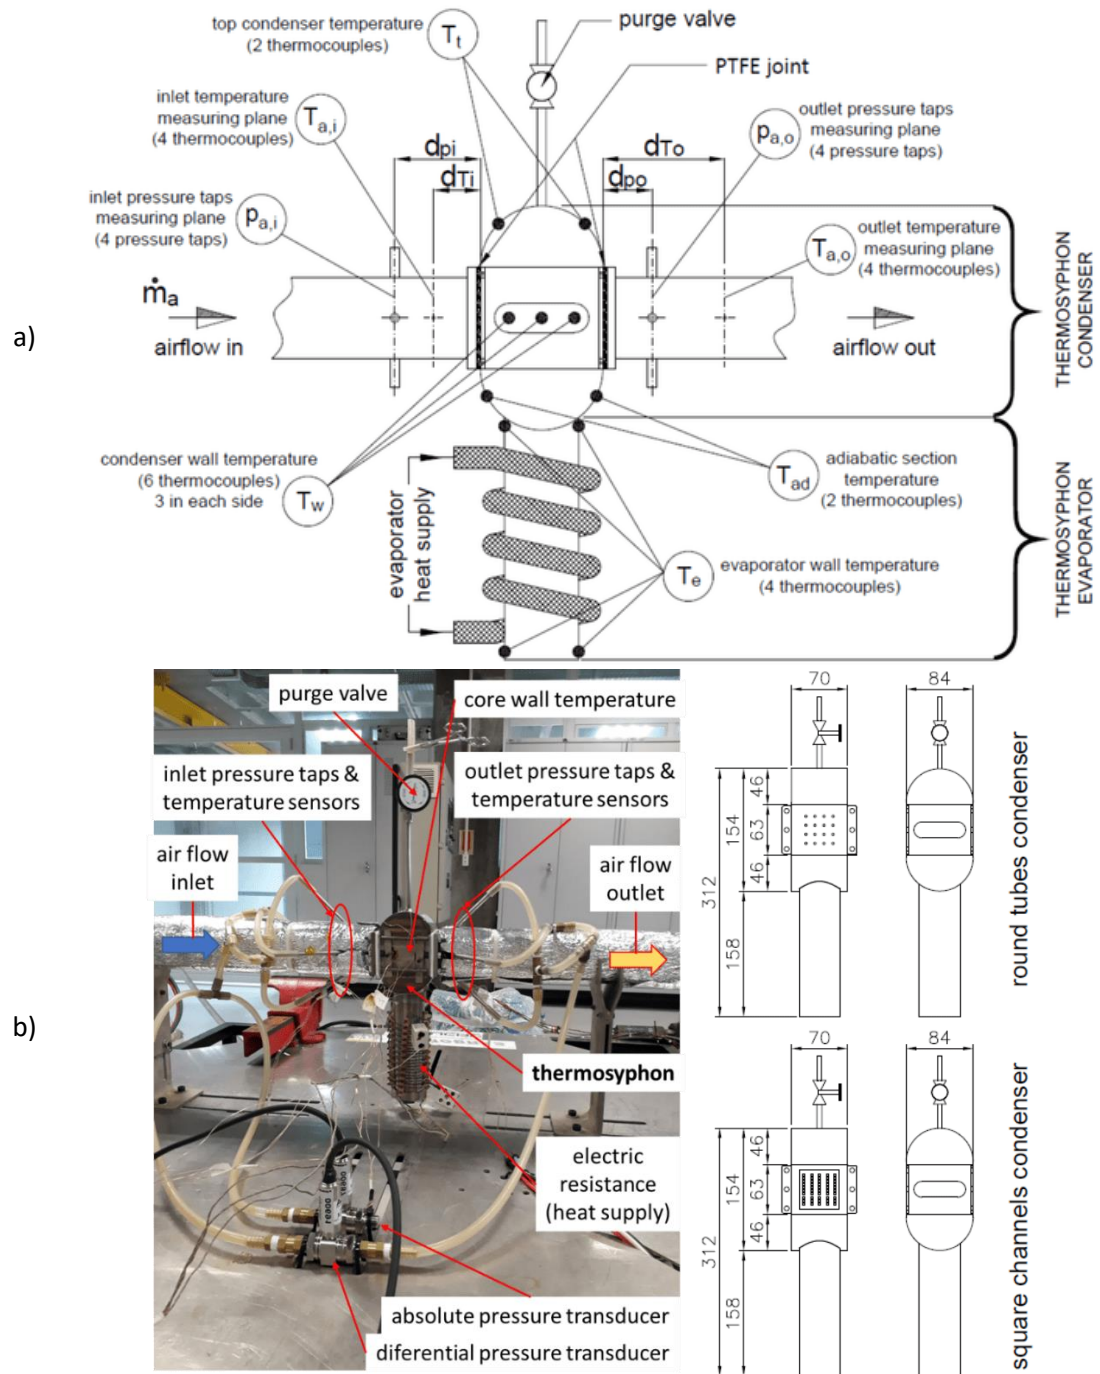 top condenser temperature
(2 thermocouples)
Tt
purge valve
PTFE joint
inlet temperature
measuring plane
(4 thermocouples)
Ta,i
outlet pressure taps
measuring plane
(4 pressure taps)
pa,o
dpi
dTi
dTo
dpo
inlet pressure taps
measuring plane
(4 pressure taps)
pa,i
outlet temperature
measuring plane
(4 thermocouples)
Ta,o
ṁa
airflow in
airflow out
THERMOSYPHON
CONDENSER
a)
condenser wall temperature
(6 thermocouples)
3 in each side
Tw
evaporator
heat supply
adiabatic section
temperature
(2 thermocouples)
Tad
evaporator wall temperature
(4 thermocouples)
Te
THERMOSYPHON
EVAPORATOR
b)
purge valve
core wall temperature
inlet pressure taps &
temperature sensors
outlet pressure taps &
temperature sensors
air flow
inlet
air flow
outlet
thermosyphon
electric
resistance
(heat supply)
absolute pressure transducer
diferential pressure transducer
70
84
46
63
46
154
312
158
round tubes condenser
70
84
46
63
46
154
312
158
square channels condenser